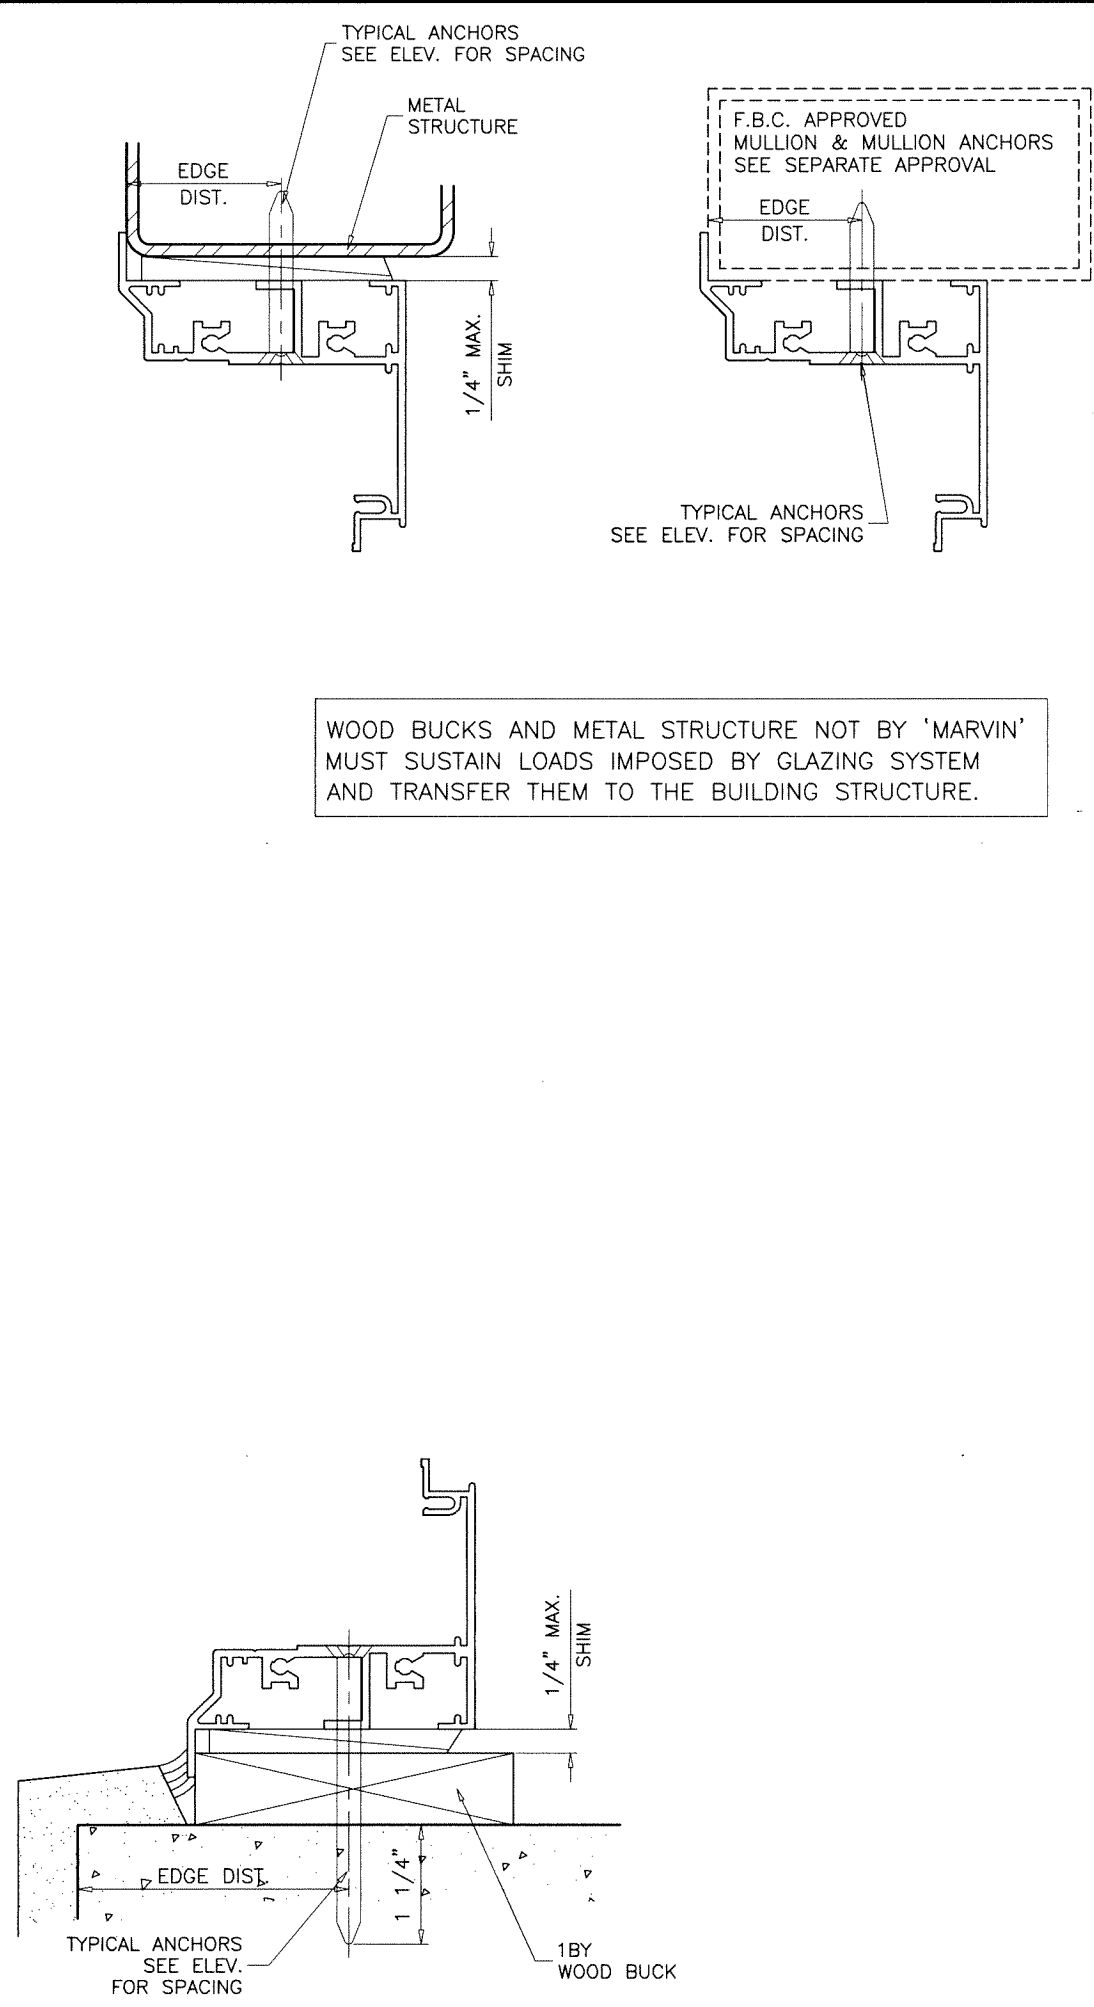 TYPICAL ANCHORS
SEE ELEV. FOR SPACING
METAL
STRUCTURE
EDGE
DIST.
1/4" MAX.
SHIM
F.B.C. APPROVED
MULLION & MULLION ANCHORS
SEE SEPARATE APPROVAL
EDGE
DIST.
TYPICAL ANCHORS
SEE ELEV. FOR SPACING
WOOD BUCKS AND METAL STRUCTURE NOT BY 'MARVIN'
MUST SUSTAIN LOADS IMPOSED BY GLAZING SYSTEM
AND TRANSFER THEM TO THE BUILDING STRUCTURE.
1/4" MAX.
SHIM
EDGE DIST.
1 1/4"
TYPICAL ANCHORS
SEE ELEV.
FOR SPACING
1BY
WOOD BUCK